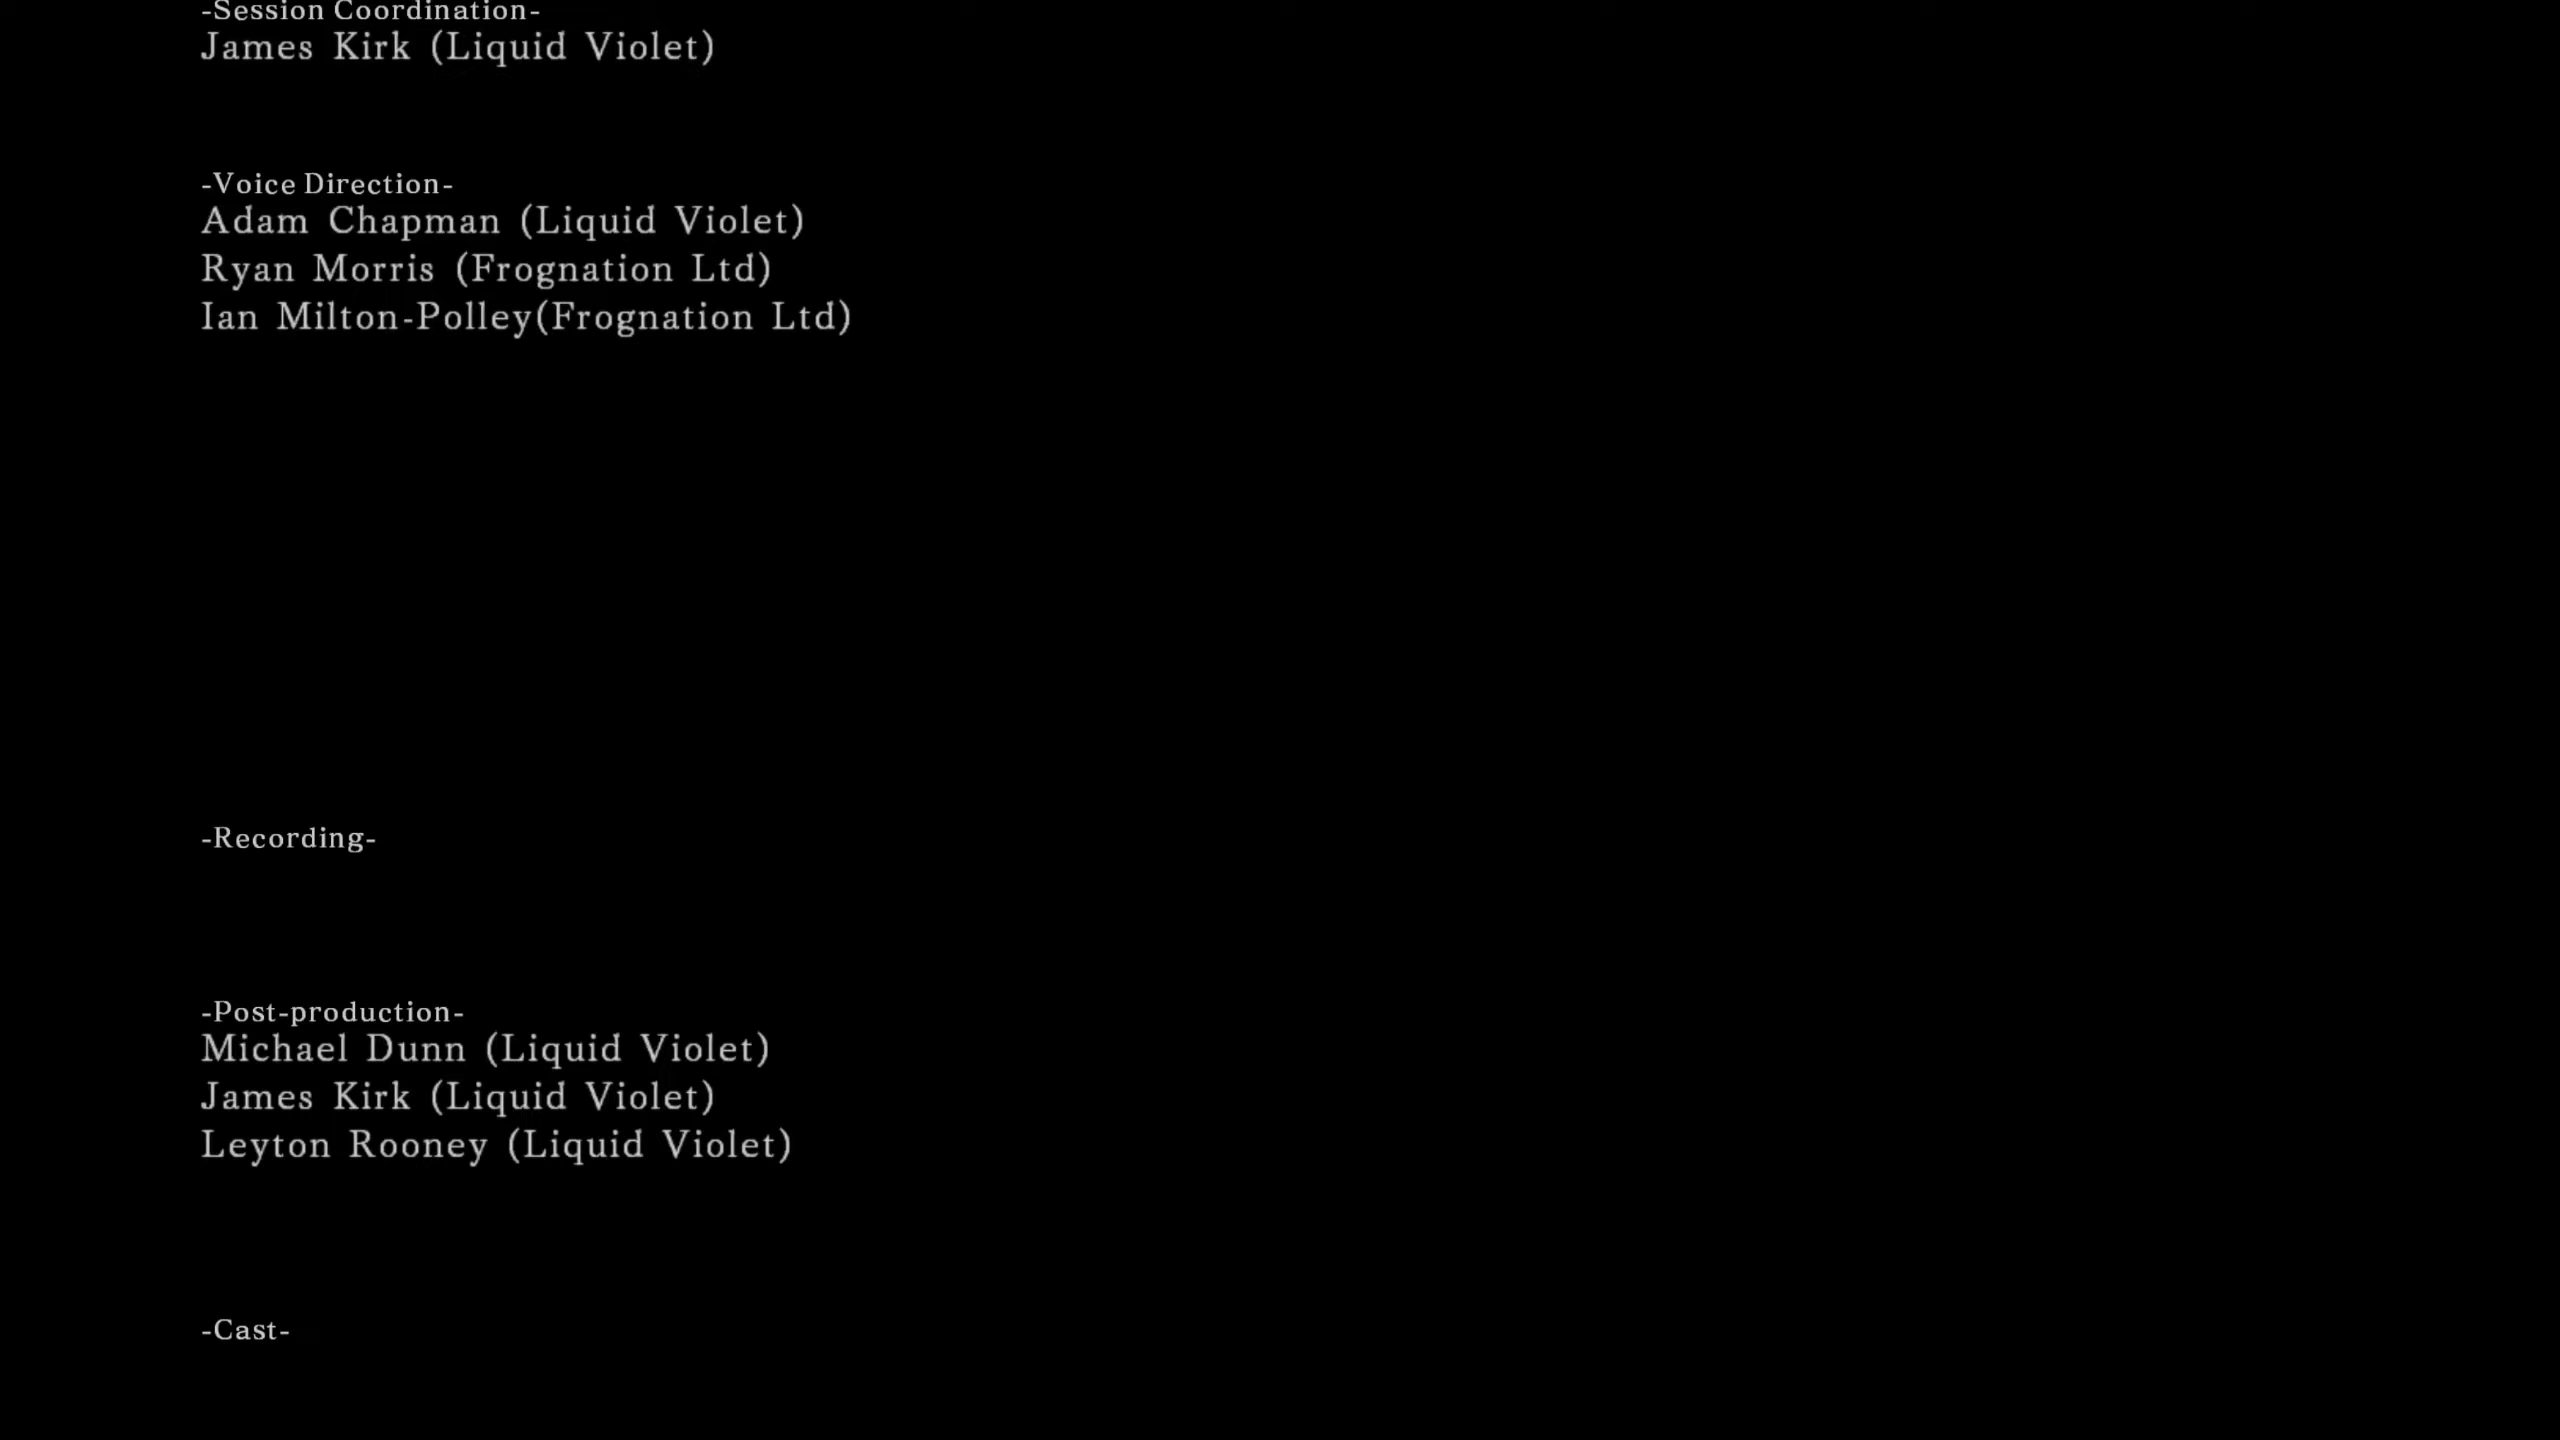 -Session Coordination-
James Kirk (Liquid Violet)
-Voice Direction-
Adam Chapman (Liquid Violet)
Ryan Morris (Frognation Ltd)
Ian Milton-Polley(Frognation Ltd)
-Recording-
-Post-production-
Michael Dunn (Liquid Violet)
James Kirk (Liquid Violet)
Leyton Rooney (Liquid Violet)
-Cast-